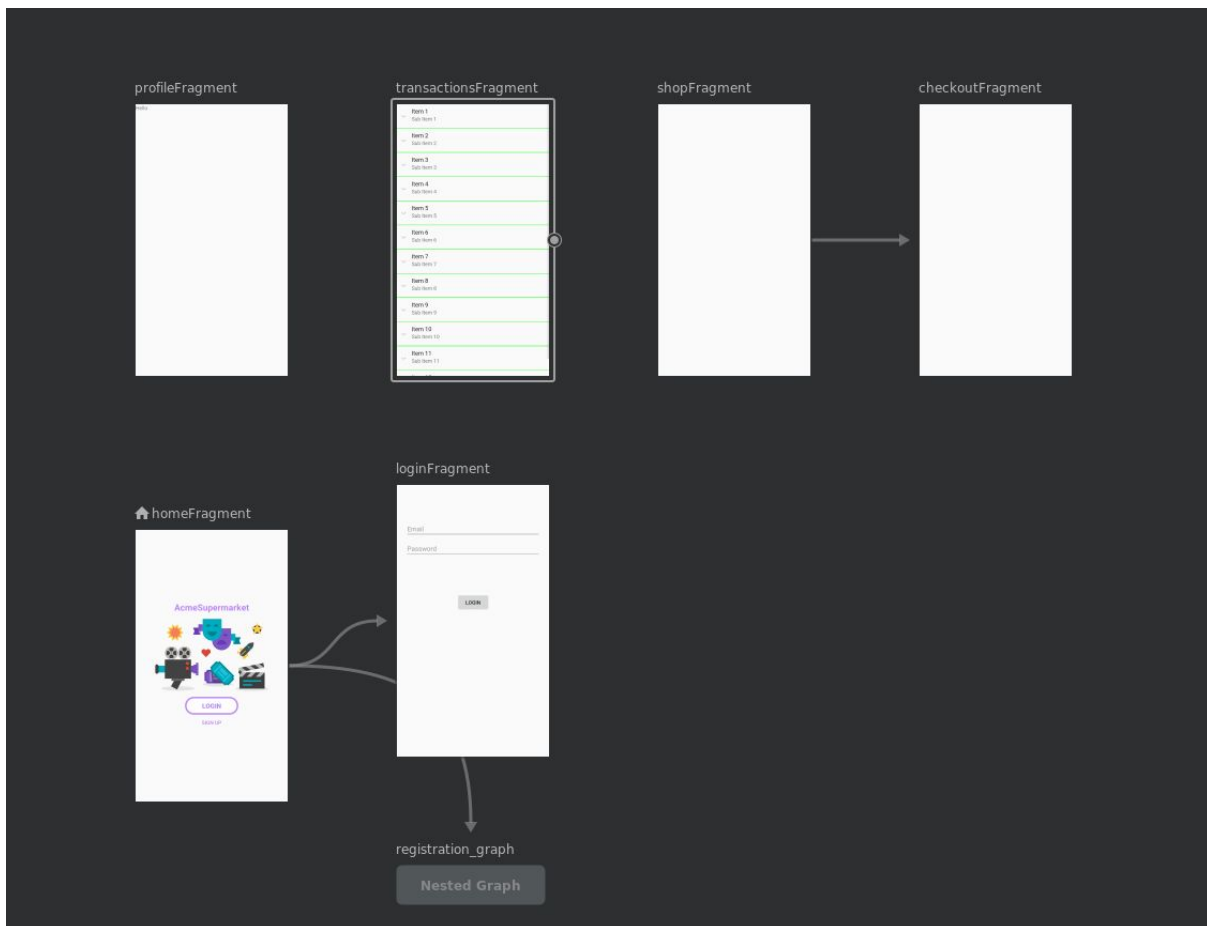 profileFragment
Hello
transactionsFragment
Item 1
Sub Item 1
Item 2
Sub Item 2
Item 3
Sub Item 3
Item 4
Sub Item 4
Item 5
Sub Item 5
Item 6
Sub Item 6
Item 7
Sub Item 7
Item 8
Sub Item 8
Item 9
Sub Item 9
Item 10
Sub Item 10
Item 11
Sub Item 11
shopFragment
checkoutFragment
homeFragment
AcmeSupermarket
LOGIN
SIGN UP
loginFragment
Email
Password
LOGIN
registration_graph
Nested Graph